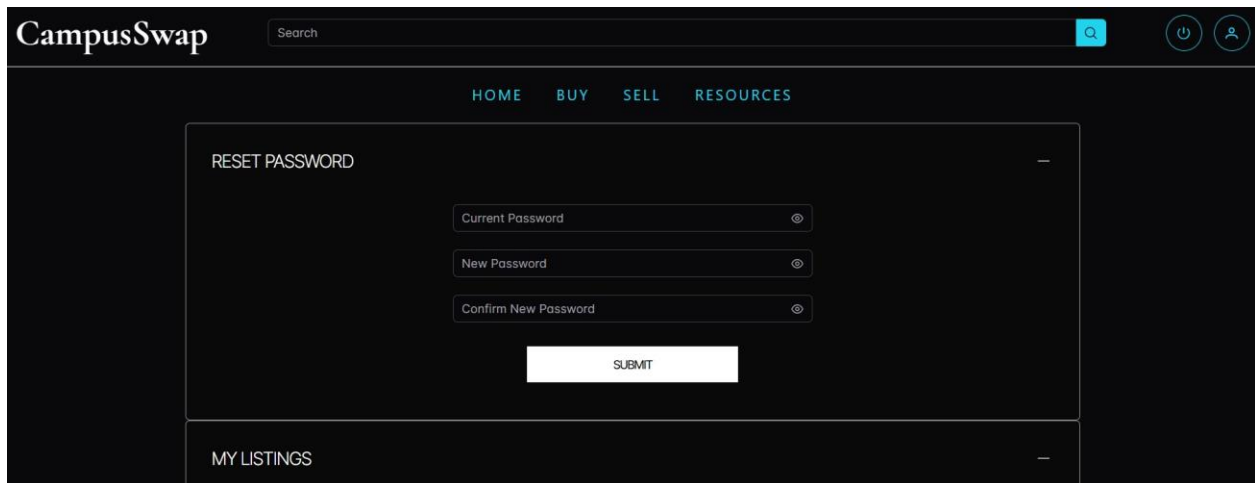 CampusSwap
Search
HOME BUY SELL RESOURCES
RESET PASSWORD
Current Password
New Password
Confirm New Password
SUBMIT
MY LISTINGS